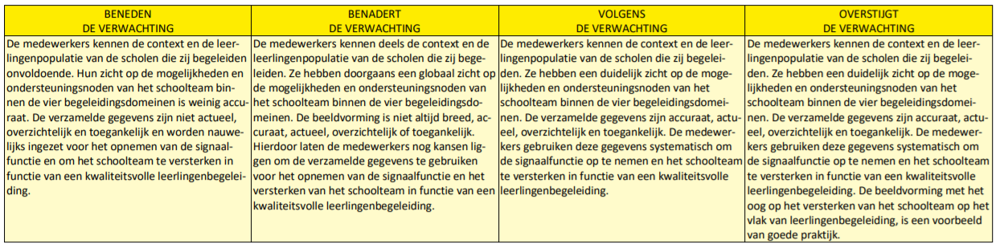 BENEDEN
DE VERWACHTING
De medewerkers kennen de context en de leer-
lingenpopulatie van de scholen die zij begeleiden
onvoldoende. Hun zicht op de mogelijkheden en
ondersteuningsnoden van het schoolteam bin-
nen de vier begeleidingsdomeinen is weinig accu-
raat. De verzamelde gegevens zijn niet actueel,
overzichtelijk en toegankelijk en worden nauwe-
lijks ingezet voor het opnemen van de signaal-
functie en om het schoolteam te versterken in
functie van een kwaliteitsvolle leerlingenbegelei-
ding.
BENADERT
DE VERWACHTING
De medewerkers kennen deels de context en de
leerlingenpopulatie van de scholen die zij bege-
leiden. Ze hebben doorgaans een globaal zicht op
de mogelijkheden en ondersteuningsnoden van
het schoolteam binnen de vier begeleidingsdo-
meinen. De beeldvorming is niet altijd breed, ac-
curaat, actueel, overzichtelijk of toegankelijk.
Hierdoor laten de medewerkers nog kansen lig-
gen om de verzamelde gegevens te gebruiken
voor het opnemen van de signaalfunctie en het
versterken van het schoolteam in functie van een
kwaliteitsvolle leerlingenbegeleiding.
VOLGENS
DE VERWACHTING
De medewerkers kennen de context en de leer-
lingenpopulatie van de scholen die zij begelei-
den. Ze hebben een duidelijk zicht op de moge-
lijkheden en ondersteuningsnoden van het
schoolteam binnen de vier begeleidingsdomei-
nen. De verzamelde gegevens zijn accuraat, actu-
eel, overzichtelijk en toegankelijk. De medewer-
kers gebruiken deze gegevens systematisch om
de signaalfunctie op te nemen en het schoolteam
te versterken in functie van een kwaliteitsvolle
leerlingenbegeleiding.
OVERSTIJGT
DE VERWACHTING
De medewerkers kennen de context en de leer-
lingenpopulatie van de scholen die zij begelei-
den. Ze hebben een duidelijk zicht op de moge-
lijkheden en ondersteuningsnoden van het
schoolteam binnen de vier begeleidingsdomei-
nen. De verzamelde gegevens zijn accuraat, actu-
eel, overzichtelijk en toegankelijk. De medewer-
kers gebruiken deze gegevens systematisch om
de signaalfunctie op te nemen en het schoolteam
te versterken in functie van een kwaliteitsvolle
leerlingenbegeleiding. De beeldvorming met het
oog op het versterken van het schoolteam op het
vlak van leerlingenbegeleiding, is een voorbeeld
van goede praktijk.